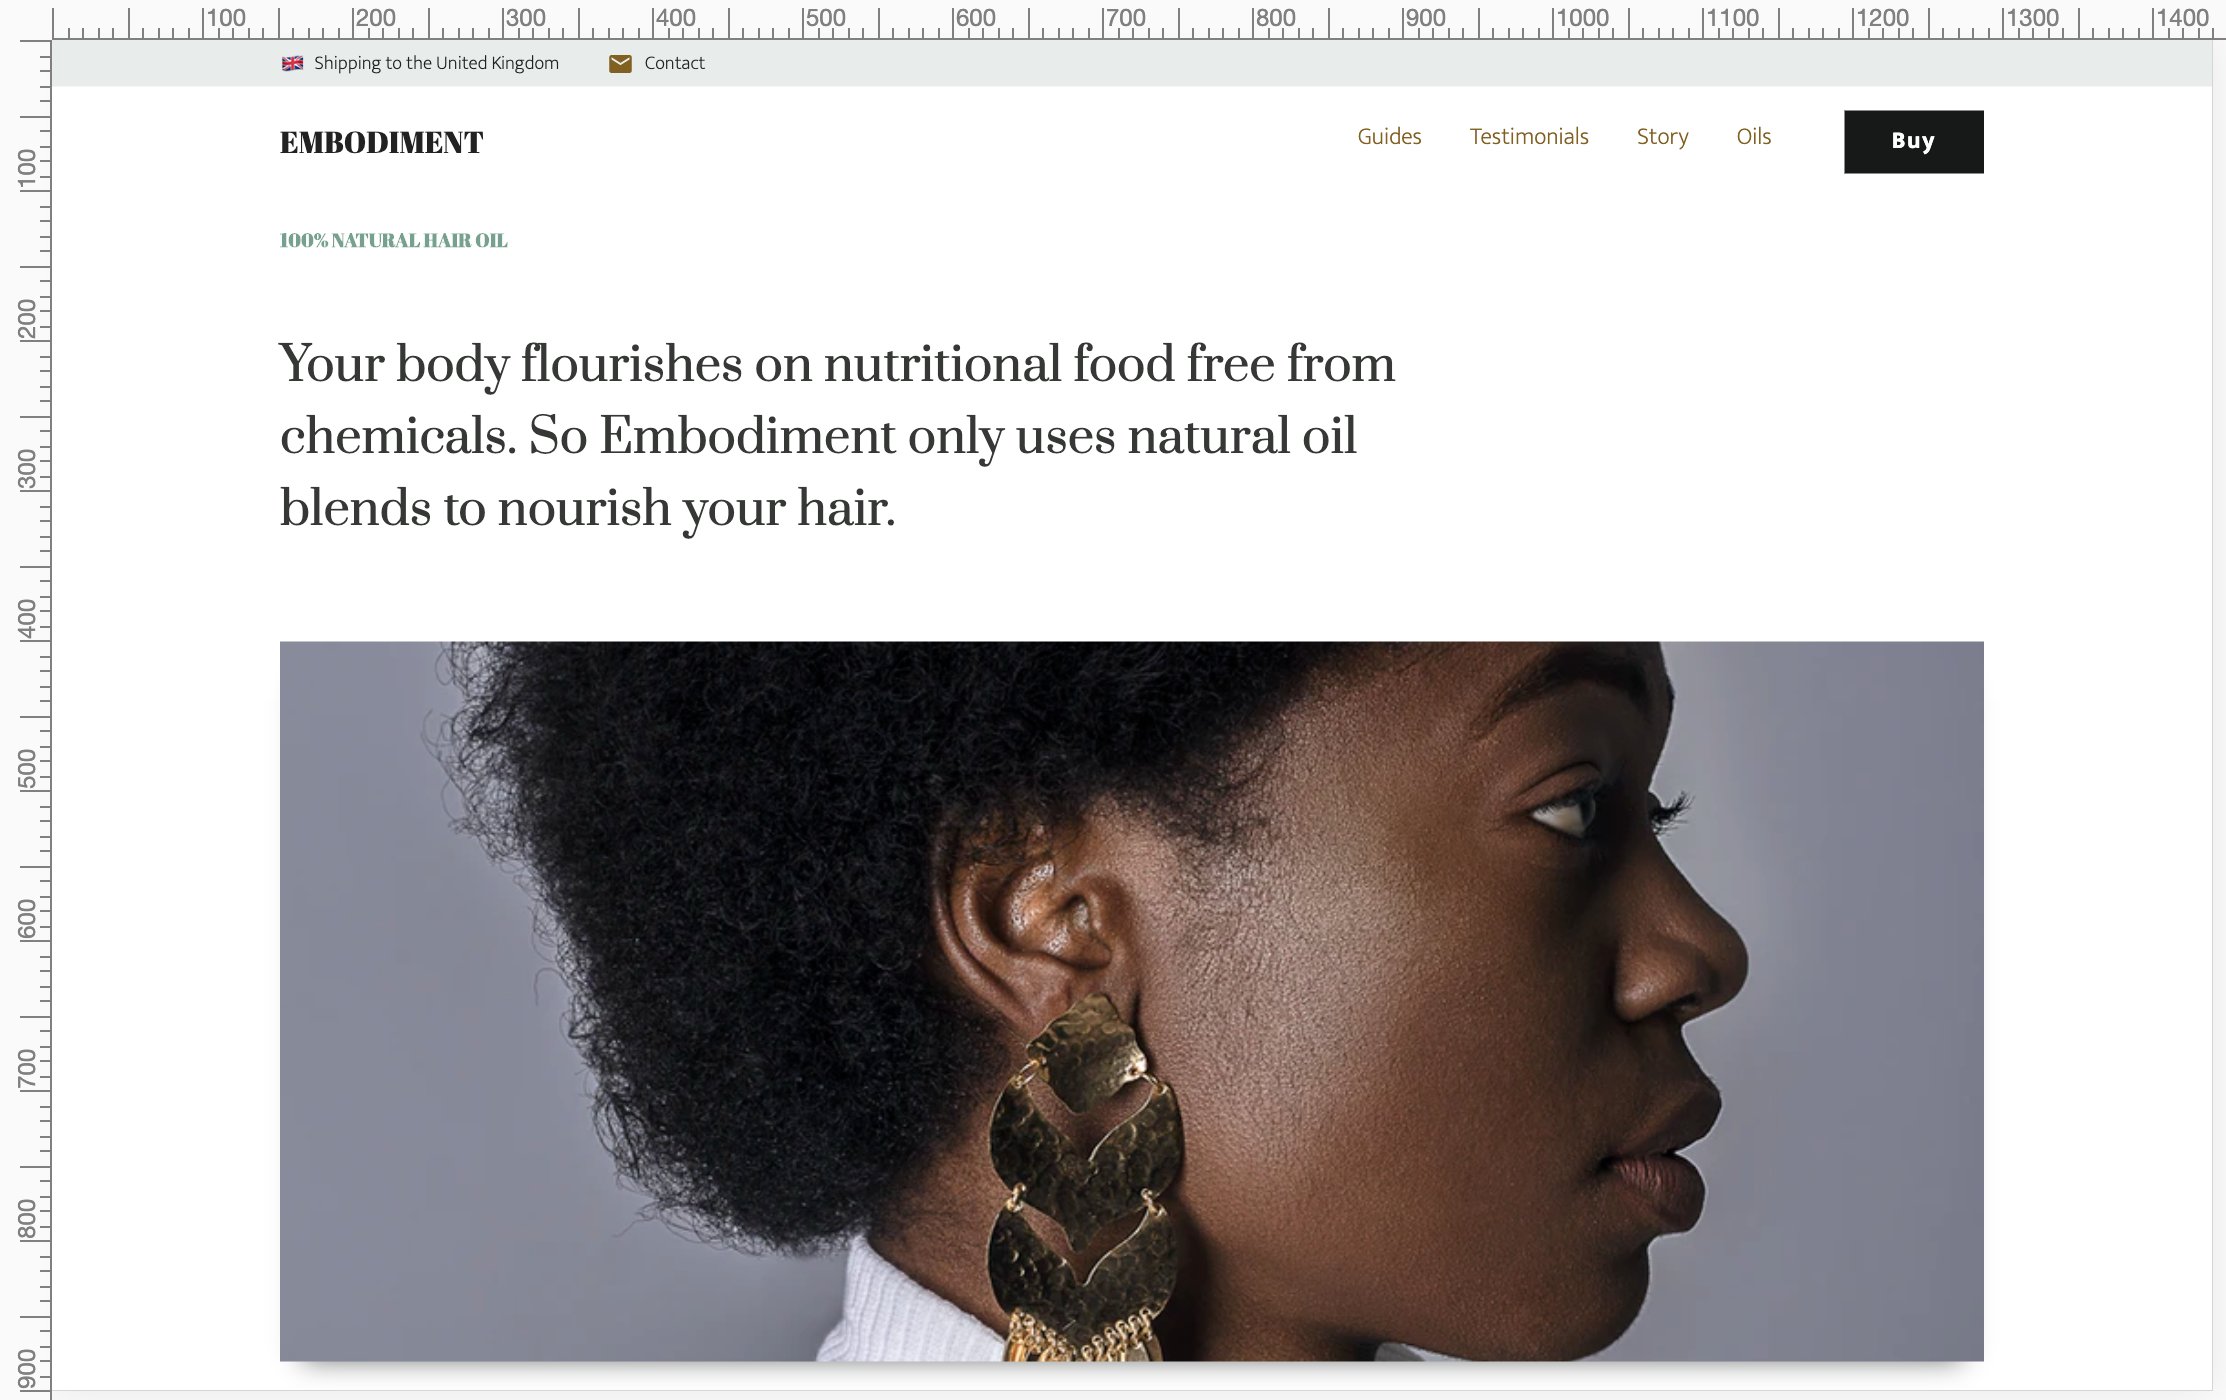 100 200 300 400 500 600 700 800 900 1000 1100 1200 1300 1400
Shipping to the United Kingdom Contact
EMBODIMENT Guides Testimonials Story Oils Buy
100% NATURAL HAIR OIL
Your body flourishes on nutritional food free from
chemicals. So Embodiment only uses natural oil
blends to nourish your hair.
100
200
300
400
500
600
700
800
900